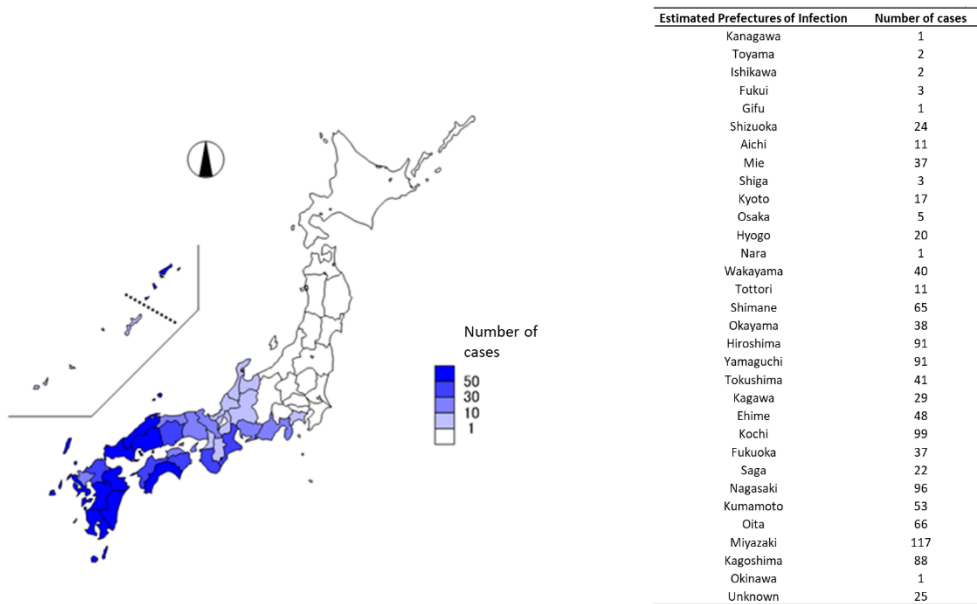 Number of
cases
50
30
10
1
Estimated Prefectures of Infection Number of cases
Kanagawa 1
Toyama 2
Ishikawa 2
Fukui 3
Gifu 1
Shizuoka 24
Aichi 11
Mie 37
Shiga 3
Kyoto 17
Osaka 5
Hyogo 20
Nara 1
Wakayama 40
Tottori 11
Shimane 65
Okayama 38
Hiroshima 91
Yamaguchi 91
Tokushima 41
Kagawa 29
Ehime 48
Kochi 99
Fukuoka 37
Saga 22
Nagasaki 96
Kumamoto 53
Oita 66
Miyazaki 117
Kagoshima 88
Okinawa 1
Unknown 25